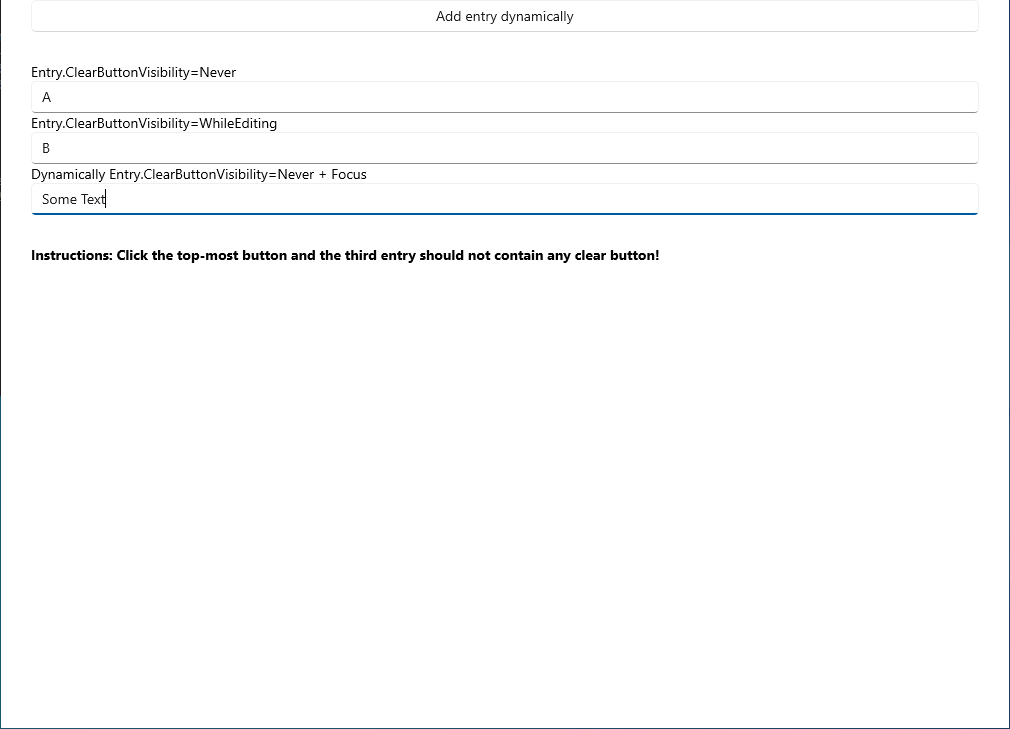 Add entry dynamically
Entry.ClearButtonVisibility=Never
A
Entry.ClearButtonVisibility=WhileEditing
B
Dynamically Entry.ClearButtonVisibility=Never + Focus
Some Text
Instructions: Click the top-most button and the third entry should not contain any clear button!